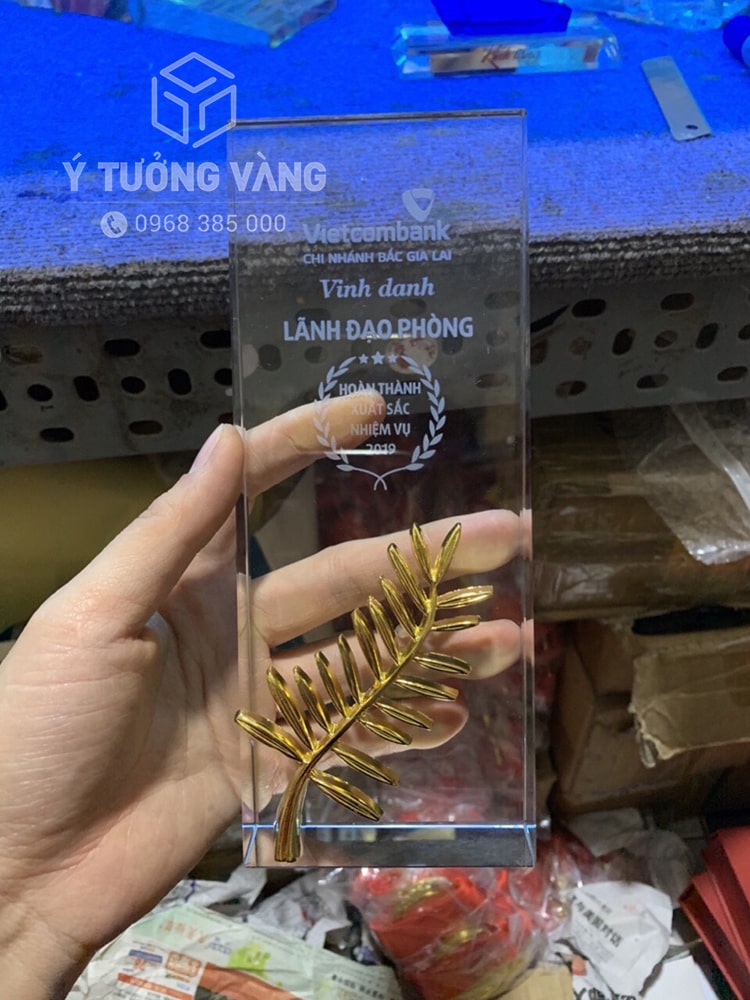 Ý TƯỞNG VÀNG
0968 385 000
Vietcombank
CHI NHÁNH BẮC GIA LAI
Vinh danh
LÃNH ĐẠO PHÒNG
HOÀN THÀNH
XUẤT SẮC
NHIỆM VỤ
2019